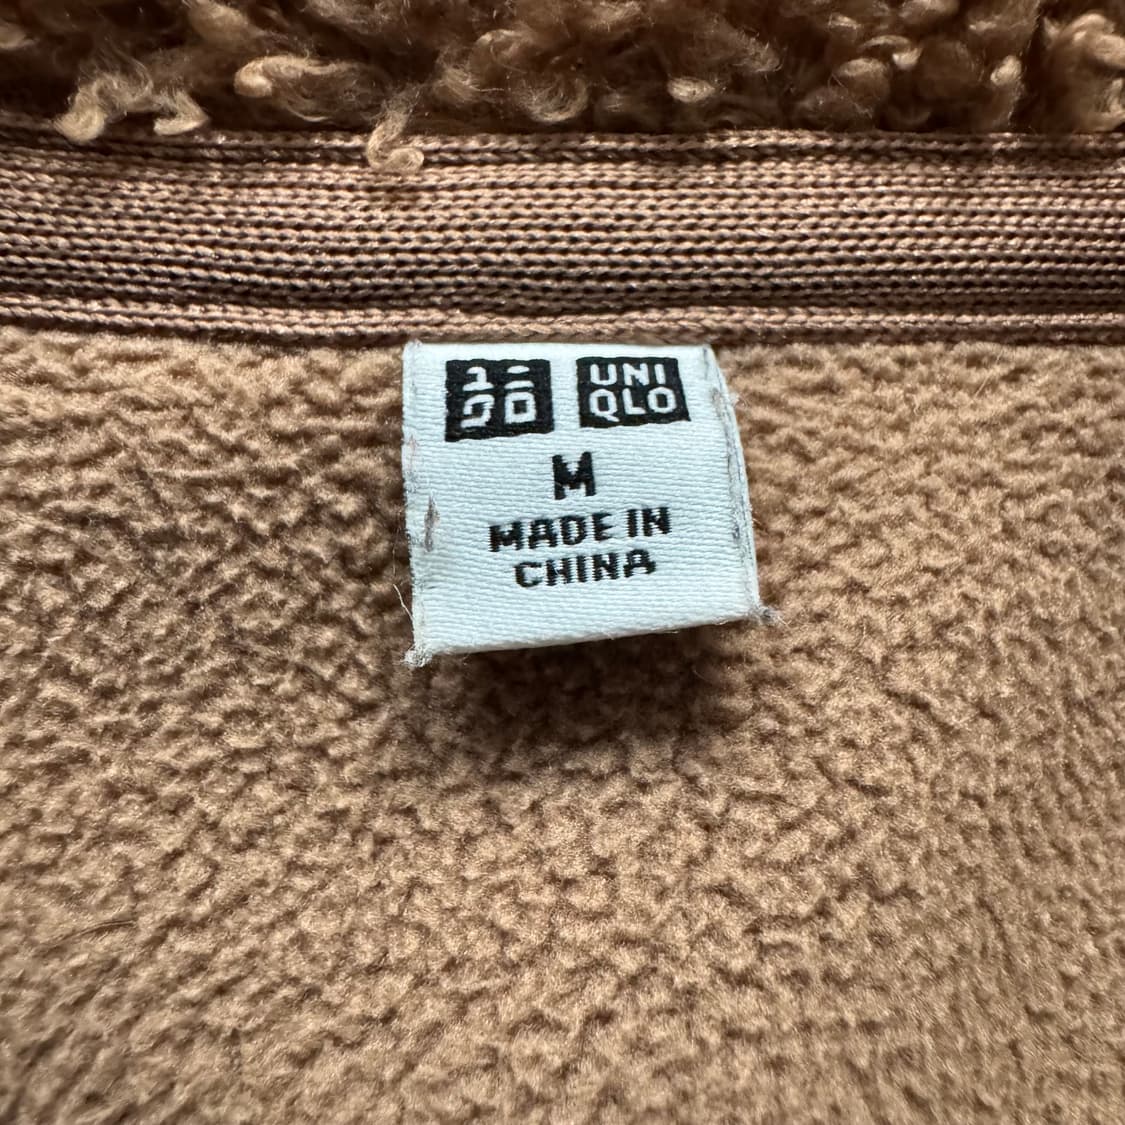 ユニ UNI
クロ QLO
M
MADE IN
CHINA